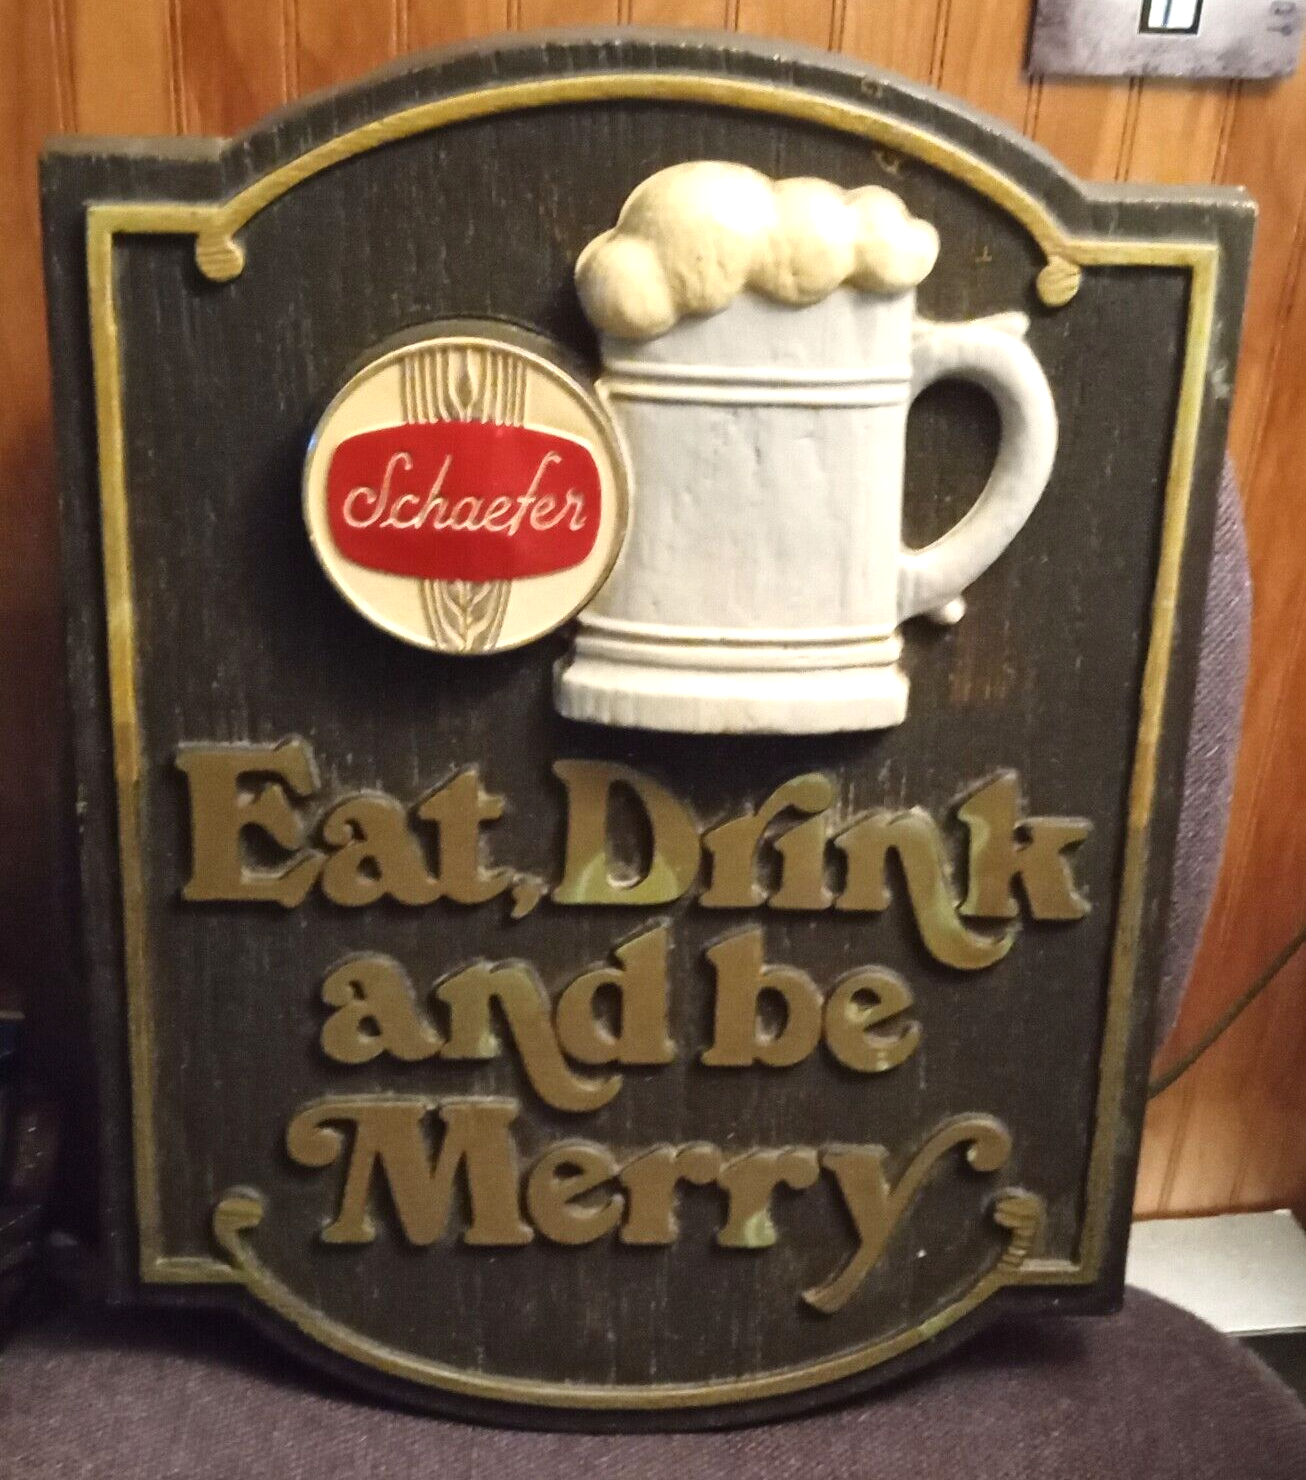 Schaefer
Eat, Drink
and be
Merry